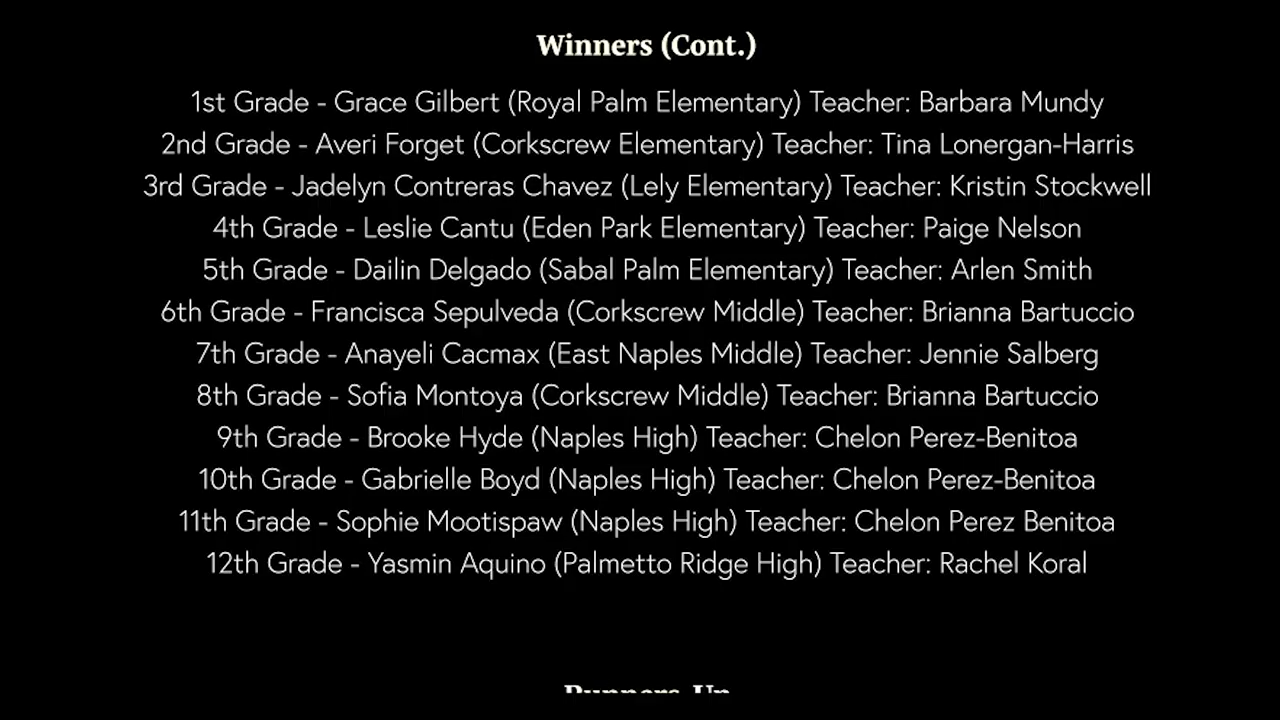 Winners (Cont.)
1st Grade - Grace Gilbert (Royal Palm Elementary) Teacher: Barbara Mundy
2nd Grade - Averi Forget (Corkscrew Elementary) Teacher: Tina Lonergan-Harris
3rd Grade - Jadelyn Contreras Chavez (Lely Elementary) Teacher: Kristin Stockwell
4th Grade - Leslie Cantu (Eden Park Elementary) Teacher: Paige Nelson
5th Grade - Dailin Delgado (Sabal Palm Elementary) Teacher: Arlen Smith
6th Grade - Francisca Sepulveda (Corkscrew Middle) Teacher: Brianna Bartuccio
7th Grade - Anayeli Cacmax (East Naples Middle) Teacher: Jennie Salberg
8th Grade - Sofia Montoya (Corkscrew Middle) Teacher: Brianna Bartuccio
9th Grade - Brooke Hyde (Naples High) Teacher: Chelon Perez-Benitoa
10th Grade - Gabrielle Boyd (Naples High) Teacher: Chelon Perez-Benitoa
11th Grade - Sophie Mootispaw (Naples High) Teacher: Chelon Perez Benitoa
12th Grade - Yasmin Aquino (Palmetto Ridge High) Teacher: Rachel Koral
Runners Up